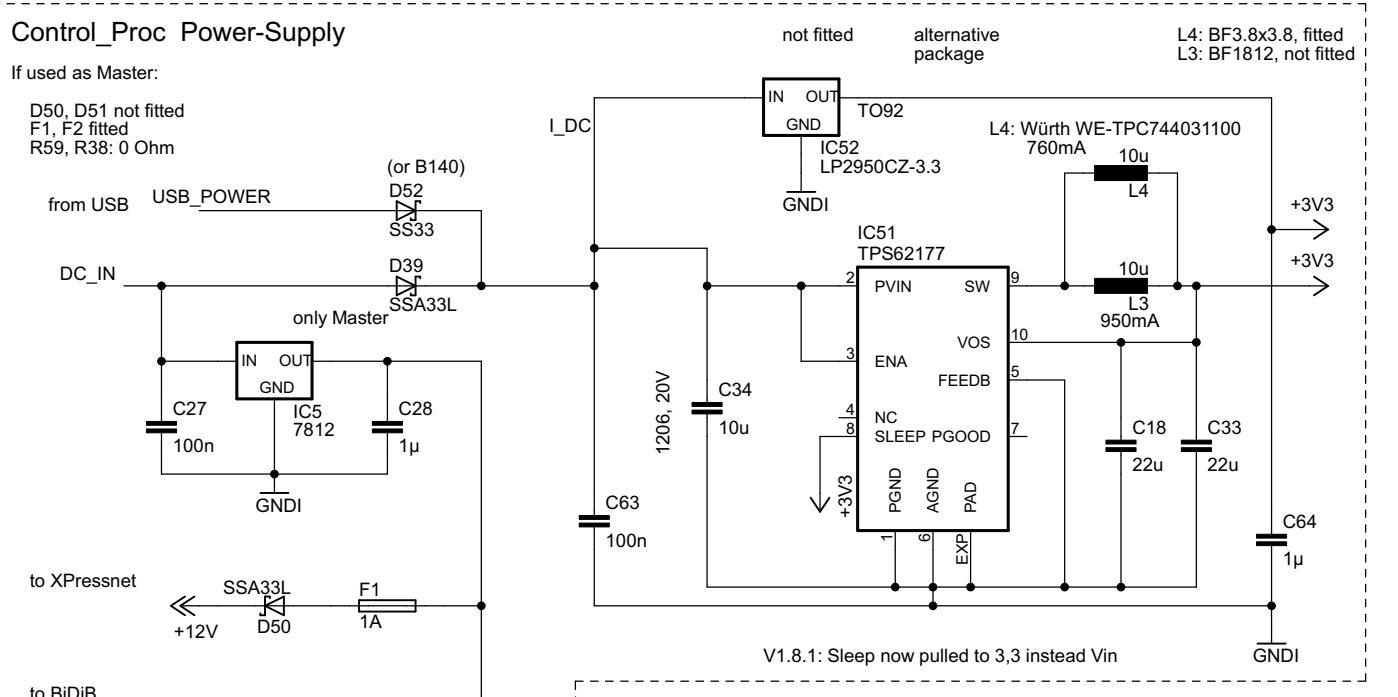 Control_Proc Power-Supply
If used as Master:
D50, D51 not fitted
F1, F2 fitted
R59, R38: 0 Ohm
not fitted
alternative
package
L4: BF3.8x3.8, fitted
L3: BF1812, not fitted
IN OUT
GND
TO92
IC52
LP2950CZ-3.3
GNDI
I_DC
L4: Würth WE-TPC744031100
760mA
10u
L4
+3V3
+3V3
(or B140)
from USB
USB_POWER
D52
SS33
DC_IN
D39
SSA33L
only Master
IC51
TPS62177
2 PVIN
SW 9
10u
L3
950mA
VOS 10
3 ENA
FEEDB 5
4 NC
8 SLEEP PGOOD 7
+3V3
PGND
AGND
PAD
1
6
EXP
IN OUT
GND
IC5
7812
C27
100n
C28
1µ
GNDI
1206, 20V
C34
10u
C18
22u
C33
22u
C63
100n
C64
1µ
to XPressnet
SSA33L
D50
+12V
F1
1A
V1.8.1: Sleep now pulled to 3,3 instead Vin
GNDI
to BiDiB